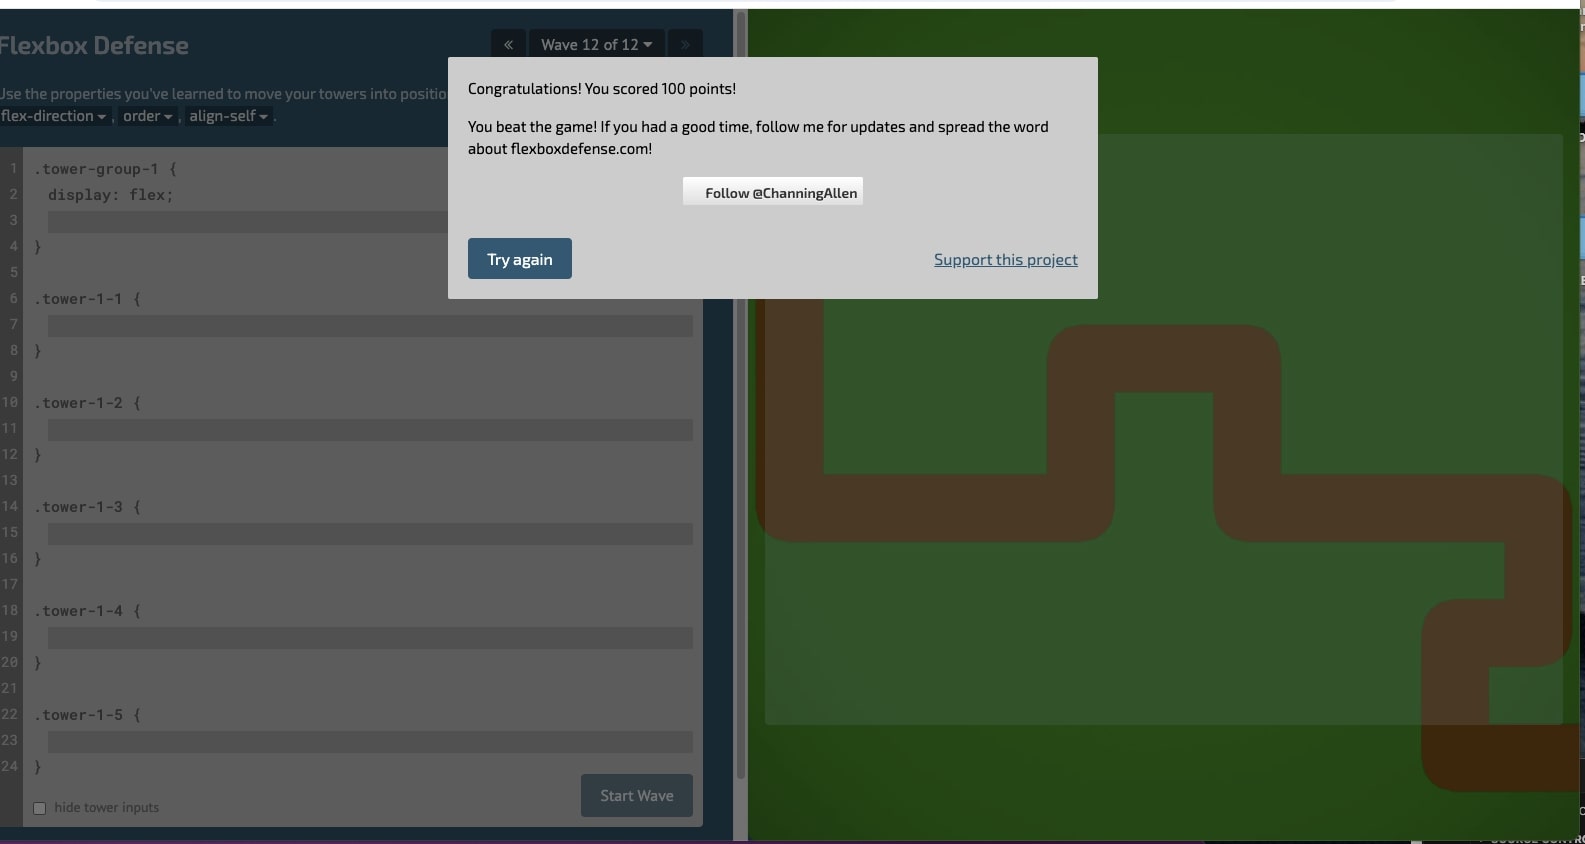 Flexbox Defense
«
Wave 12 of 12
»
Use the properties you've learned to move your towers into positio
flex-direction , order , align-self .
Congratulations! You scored 100 points!
You beat the game! If you had a good time, follow me for updates and spread the word
about flexboxdefense.com!
Follow @ChanningAllen
Try again
Support this project
1 .tower-group-1 {
2 display: flex;
3
4 }
5
6 .tower-1-1 {
7
8 }
9
10 .tower-1-2 {
11
12 }
13
14 .tower-1-3 {
15
16 }
17
18 .tower-1-4 {
19
20 }
21
22 .tower-1-5 {
23
24 }
hide tower inputs
Start Wave